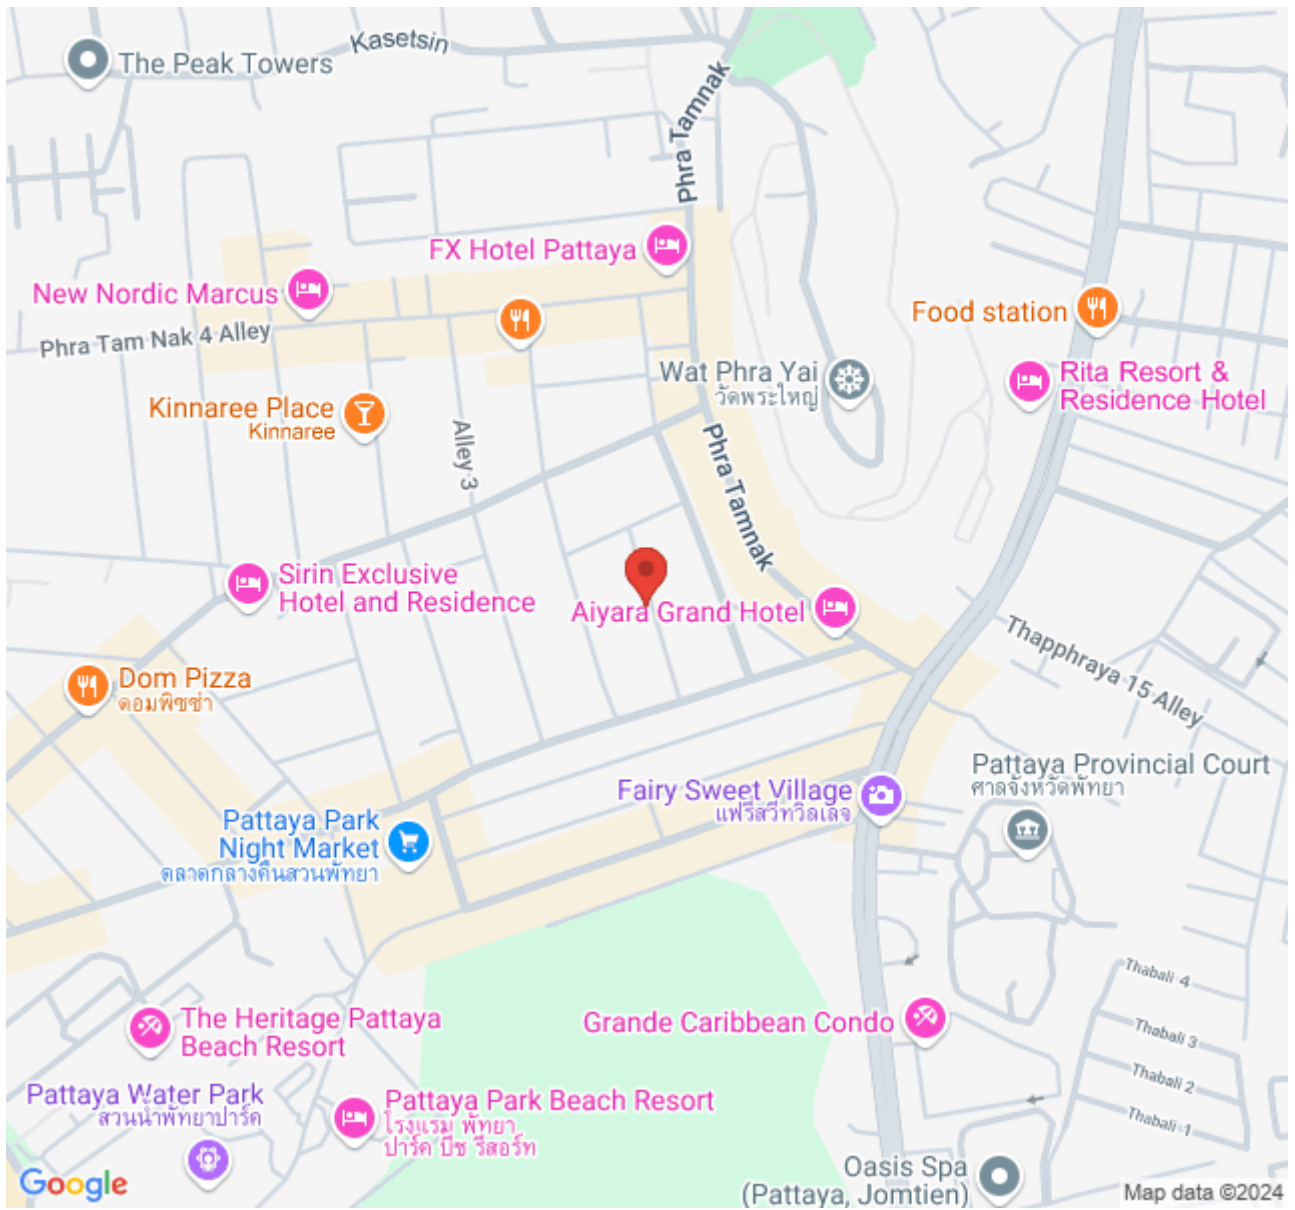 Kasetsin
The Peak Towers
Phra Tamnak
FX Hotel Pattaya
New Nordic Marcus
Food station
Phra Tam Nak 4 Alley
Wat Phra Yai
วัดพระใหญ่
Rita Resort &
Residence Hotel
Kinnaree Place
Kinnaree
Alley 3
Phra Tamnak
Sirin Exclusive
Hotel and Residence
Aiyara Grand Hotel
Thapphraya 15 Alley
Dom Pizza
ดอมพิซซ่า
Pattaya Provincial Court
ศาลจังหวัดพัทยา
Fairy Sweet Village
แฟรี่สวีทวิลเลจ
Pattaya Park
Night Market
ตลาดกลางคืนสวนพัทยา
Thabali 4
The Heritage Pattaya
Beach Resort
Grande Caribbean Condo
Thabali 3
Thabali 2
Pattaya Water Park
สวนน้ำพัทยาปาร์ค
Pattaya Park Beach Resort
โรงแรม พัทยา
ปาร์ค บีช รีสอร์ท
Thabali 1
Oasis Spa
(Pattaya, Jomtien)
Google
Map data ©2024